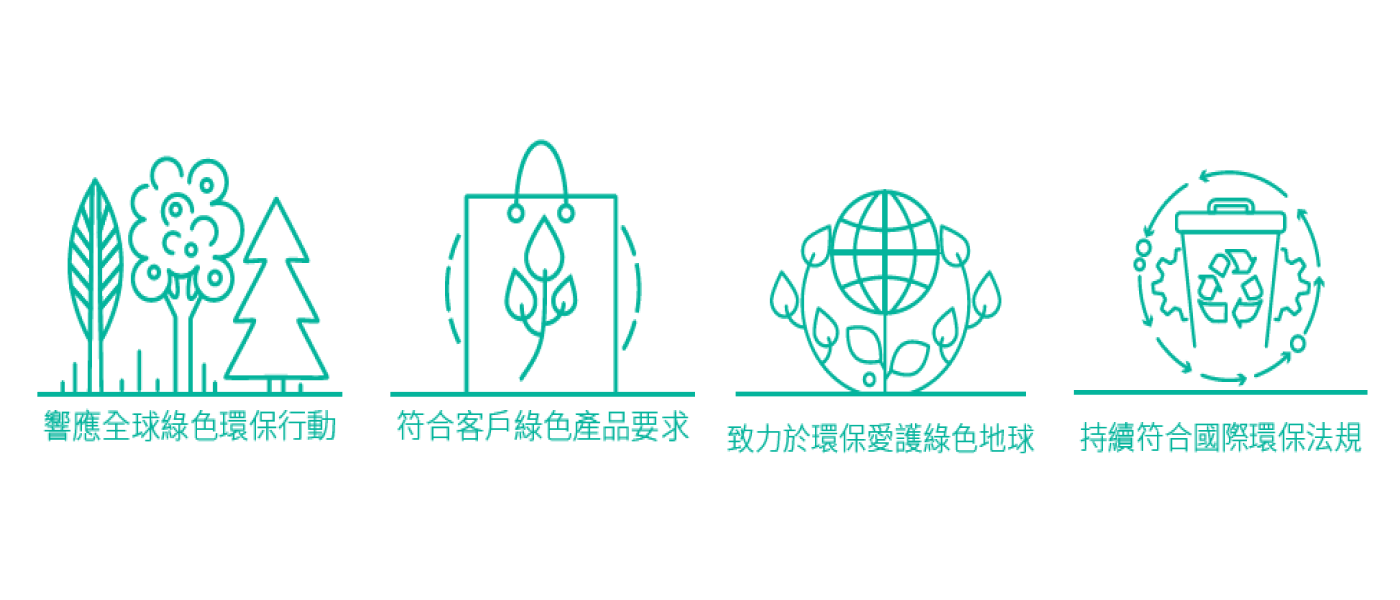 響應全球綠色環保行動
符合客戶綠色產品要求
致力於環保愛護綠色地球
持續符合國際環保法規